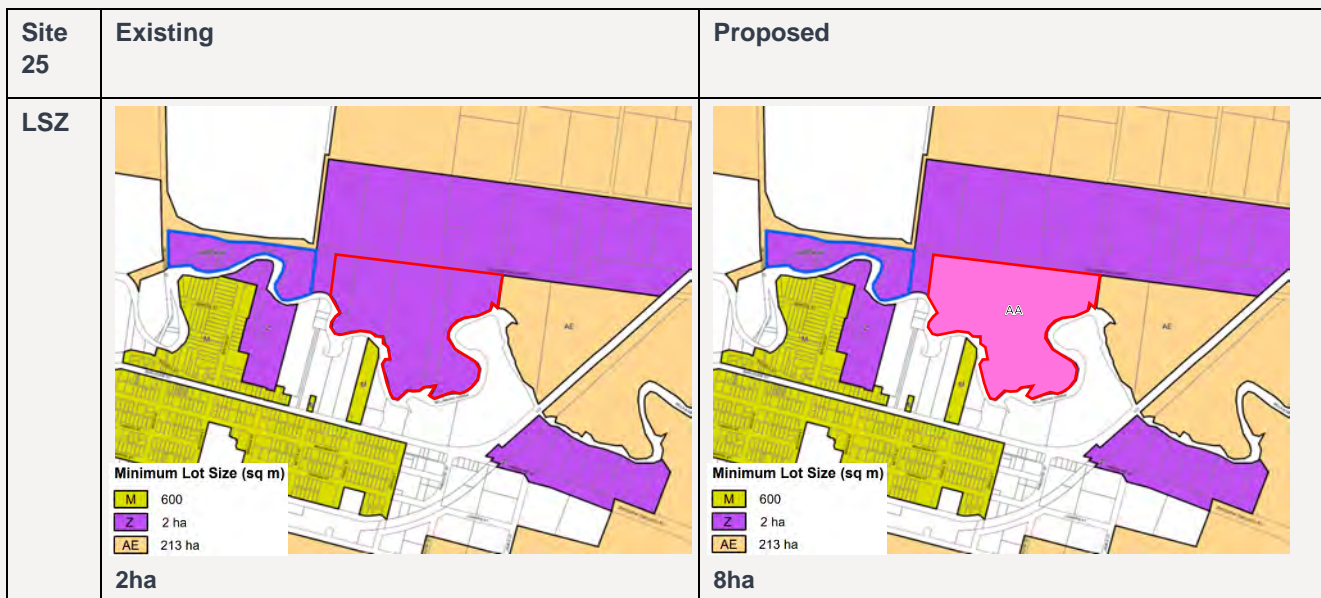 Site 25
Existing
Proposed
LSZ
AE
Z
M
M
Minimum Lot Size (sq m)
M 600
Z 2 ha
AE 213 ha
2ha
AA
AE
Z
M
M
Minimum Lot Size (sq m)
M 600
Z 2 ha
AE 213 ha
8ha